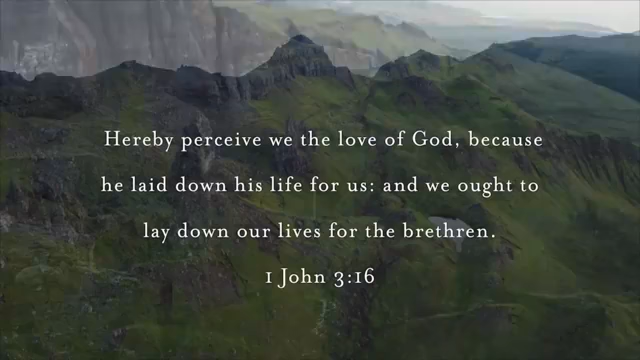 Hereby perceive we the love of God, because
he laid down his life for us: and we ought to
lay down our lives for the brethren.
1 John 3:16